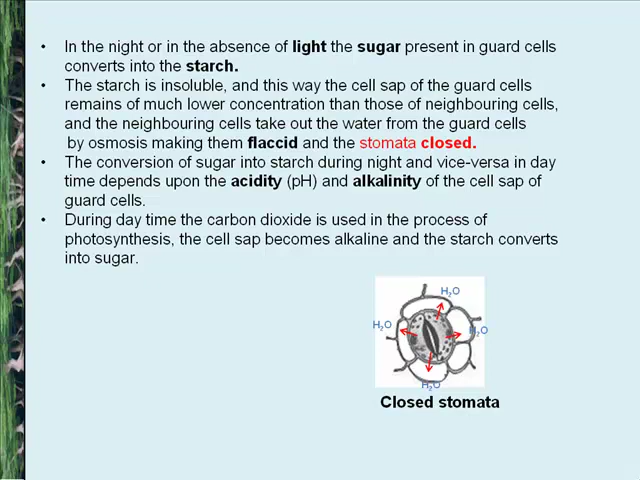 • In the night or in the absence of light the sugar present in guard cells
converts into the starch.
• The starch is insoluble, and this way the cell sap of the guard cells
remains of much lower concentration than those of neighbouring cells,
and the neighbouring cells take out the water from the guard cells
by osmosis making them flaccid and the stomata closed.
• The conversion of sugar into starch during night and vice-versa in day
time depends upon the acidity (pH) and alkalinity of the cell sap of
guard cells.
• During day time the carbon dioxide is used in the process of
photosynthesis, the cell sap becomes alkaline and the starch converts
into sugar.
H₂O
H₂O
H₂O
H₂O
Closed stomata